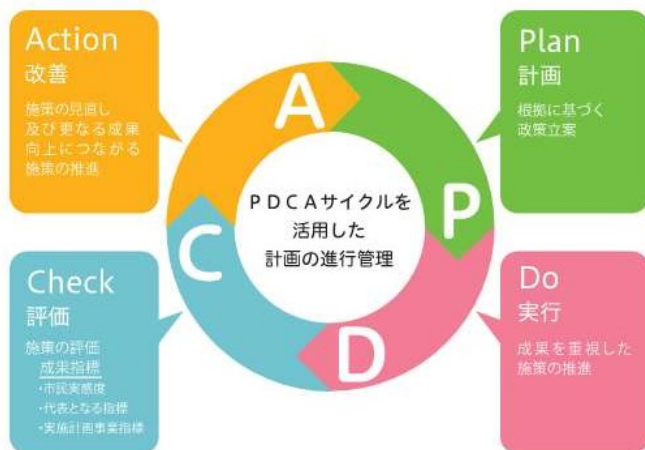 Action
改善
施策の見直し
及び更なる成果
向上につながる
施策の推進
Plan
計画
根拠に基づく
政策立案
A
P
D
C
PDCAサイクルを
活用した
計画の進行管理
Check
評価
施策の評価
成果指標
・市民実感度
・代表となる指標
・実施計画事業指標
Do
実行
成果を重視した
施策の推進